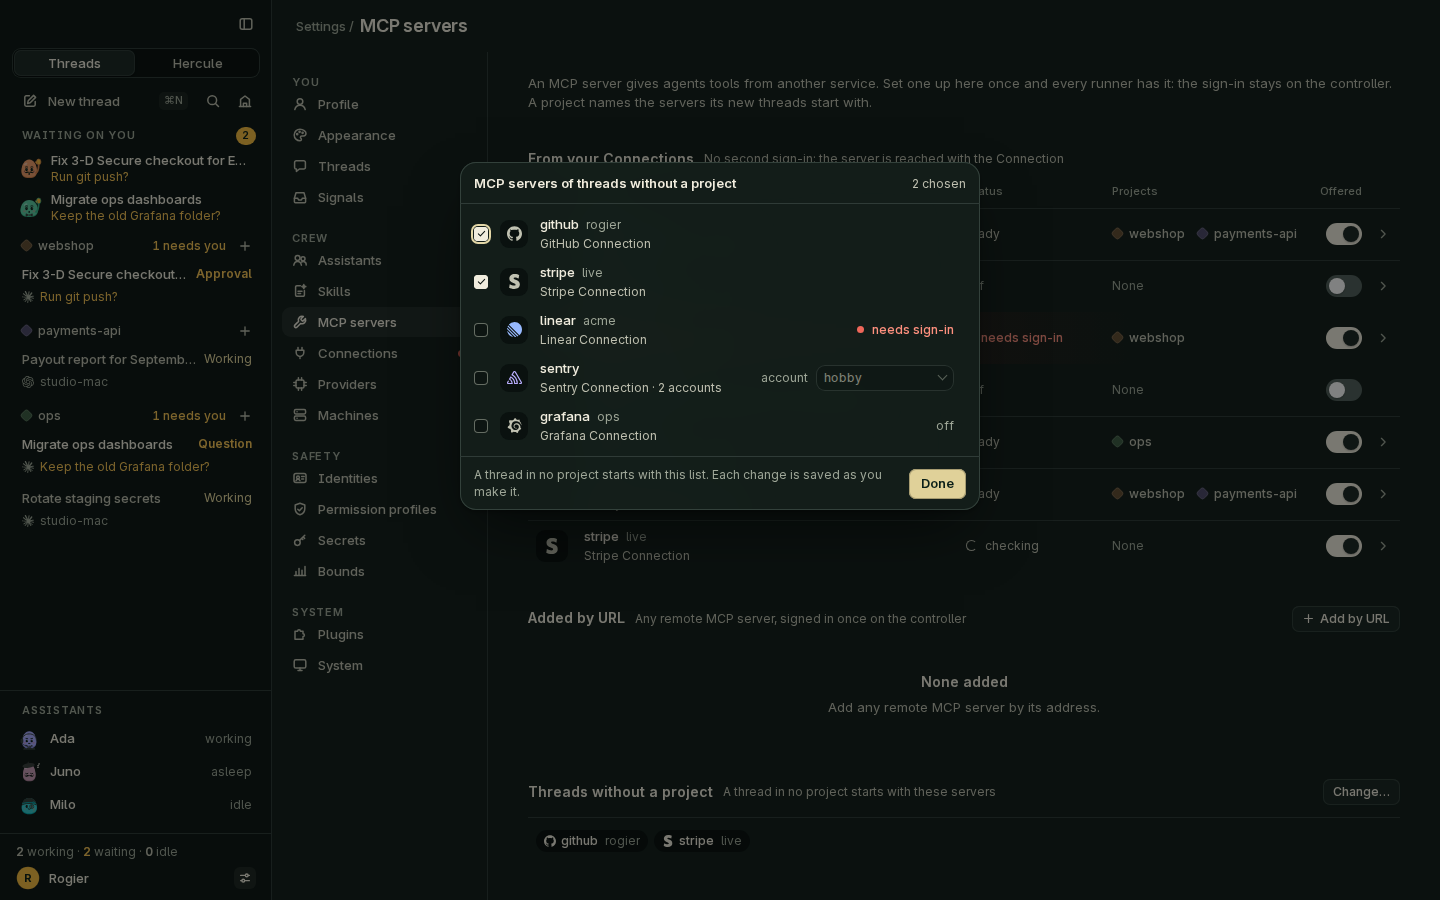 Settings / MCP servers
Threads
Hercule
New thread
⌘N
WAITING ON YOU
2
Fix 3-D Secure checkout for E…
Run git push?
Migrate ops dashboards
Keep the old Grafana folder?
webshop
1 needs you
Fix 3-D Secure checkout…
Approval
Run git push?
payments-api
Payout report for Septemb…
Working
studio-mac
ops
1 needs you
Migrate ops dashboards
Question
Keep the old Grafana folder?
Rotate staging secrets
Working
studio-mac
ASSISTANTS
Ada
working
Juno
asleep
Milo
idle
2 working · 2 waiting · 0 idle
R
Rogier
YOU
Profile
Appearance
Threads
Signals
CREW
Assistants
Skills
MCP servers
Connections
Providers
Machines
SAFETY
Identities
Permission profiles
Secrets
Bounds
SYSTEM
Plugins
System
An MCP server gives agents tools from another service. Set one up here once and every runner has it: the sign-in stays on the controller.
A project names the servers its new threads start with.
From your Connections
No second sign-in: the server is reached with the Connection
Projects
Offered
webshop
payments-api
None
needs sign-in
webshop
None
ops
webshop
payments-api
stripe live
Stripe Connection
checking
None
MCP servers of threads without a project
2 chosen
github rogier
GitHub Connection
stripe live
Stripe Connection
linear acme
Linear Connection
needs sign-in
sentry
Sentry Connection · 2 accounts
account
hobby
grafana ops
Grafana Connection
off
A thread in no project starts with this list. Each change is saved as you
make it.
Done
Added by URL
Any remote MCP server, signed in once on the controller
Add by URL
None added
Add any remote MCP server by its address.
Threads without a project
A thread in no project starts with these servers
Change…
github rogier
stripe live